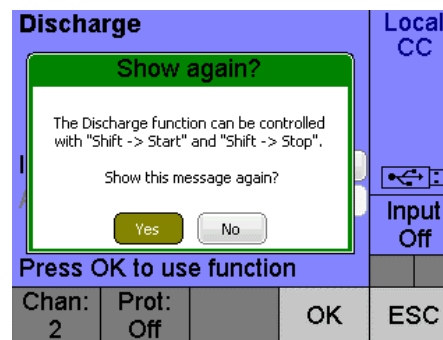 Discharge
Local
CC
Show again?
The Discharge function can be controlled
with "Shift -> Start" and "Shift -> Stop".
Show this message again?
Yes
No
Input
Off
Press OK to use function
Chan:
2
Prot:
Off
OK
ESC